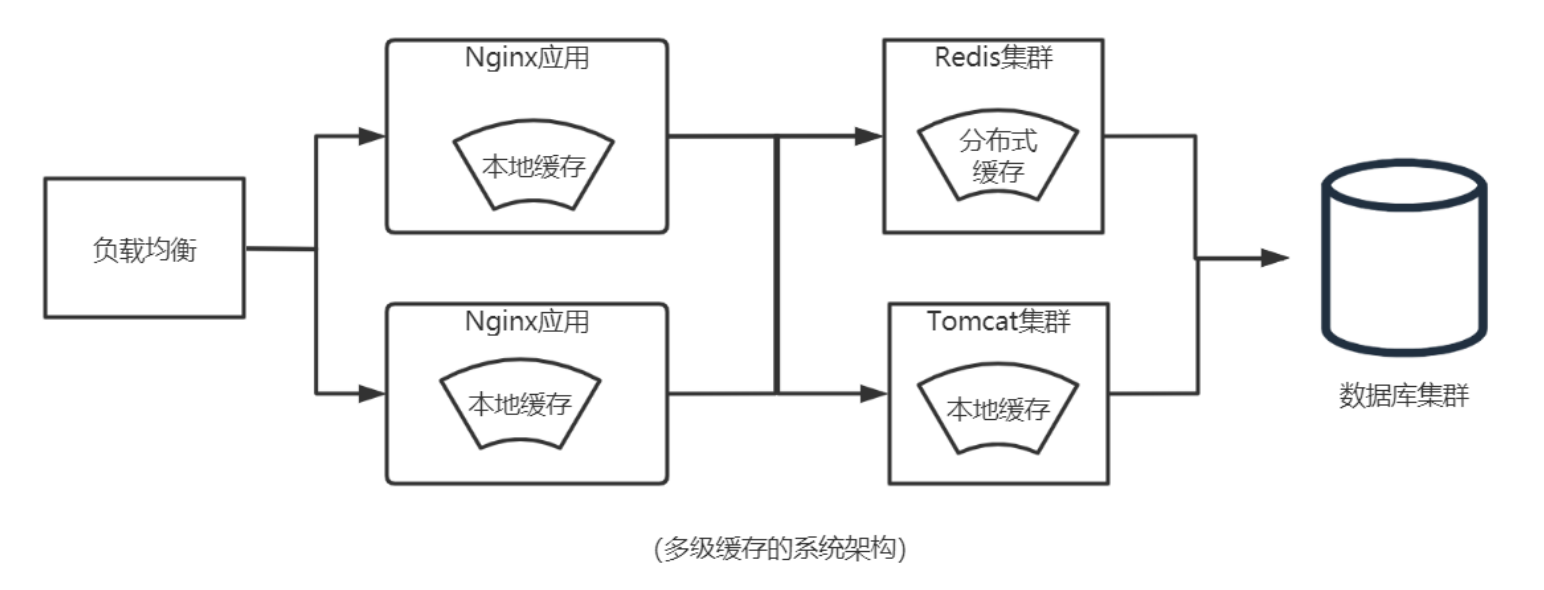 负载均衡
Nginx应用
本地缓存
Nginx应用
本地缓存
Redis集群
分布式
缓存
Tomcat集群
本地缓存
数据库集群
(多级缓存的系统架构)